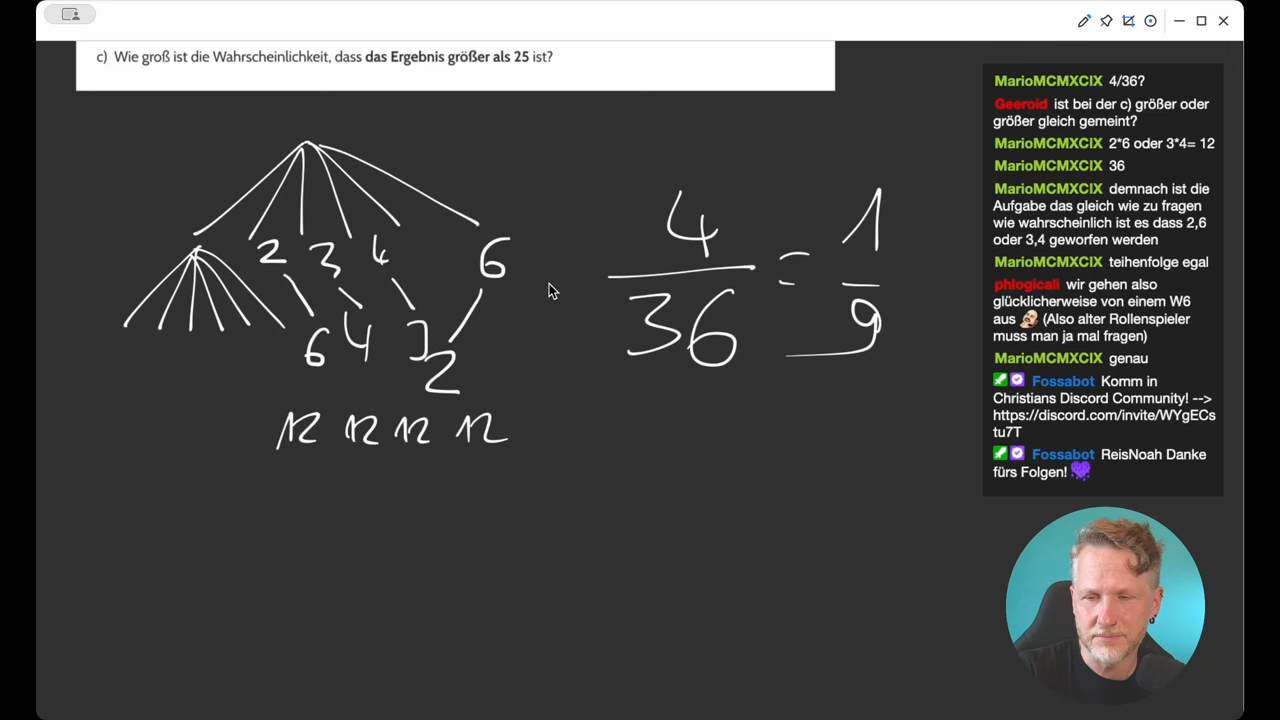 c) Wie groß ist die Wahrscheinlichkeit, dass das Ergebnis größer als 25 ist?
2 3 4 6
6 4 3 2
12 12 12 12
4/36 = 1/9
MarioMCMXCIX 4/36?
Geeroid ist bei der c) größer oder
größer gleich gemeint?
MarioMCMXCIX 2*6 oder 3*4= 12
MarioMCMXCIX 36
MarioMCMXCIX demnach ist die
Aufgabe das gleich wie zu fragen
wie wahrscheinlich ist es dass 2,6
oder 3,4 geworfen werden
MarioMCMXCIX teihenfolge egal
phlogicali wir gehen also
glücklicherweise von einem W6
aus (Also alter Rollenspieler
muss man ja mal fragen)
MarioMCMXCIX genau
Fossabot Komm in
Christians Discord Community! -->
https://discord.com/invite/WYgECs
tu7T
Fossabot ReisNoah Danke
fürs Folgen!